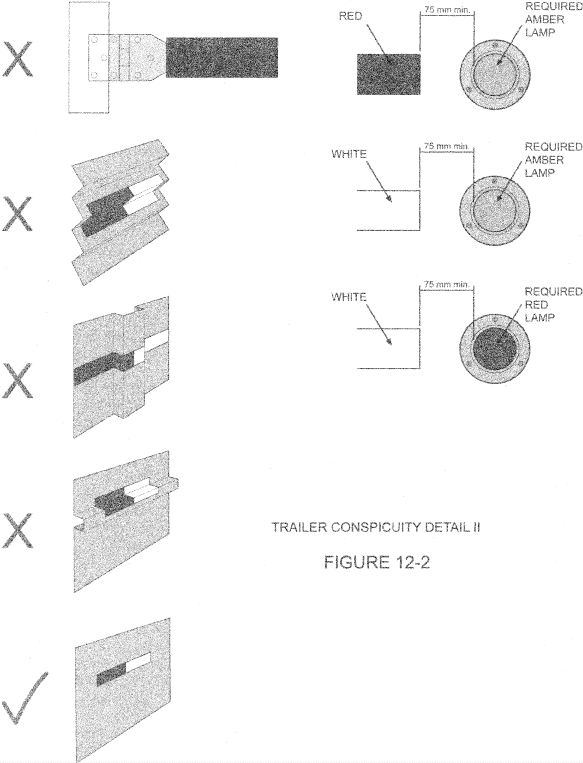 RED
75 mm min.
REQUIRED
AMBER
LAMP
WHITE
75 mm min.
REQUIRED
AMBER
LAMP
WHITE
75 mm min.
REQUIRED
RED
LAMP
TRAILER CONSPICUITY DETAIL II
FIGURE 12-2